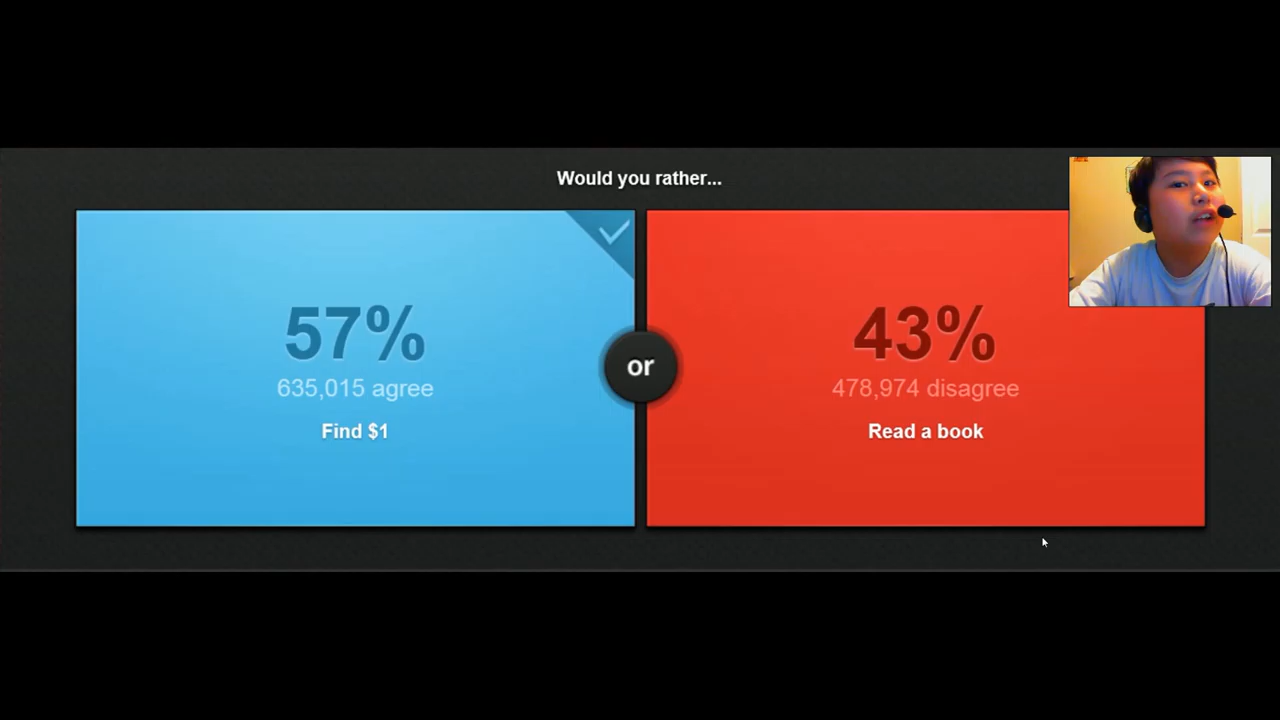 Would you rather...
57%
635,015 agree
Find $1
or
43%
478,974 disagree
Read a book